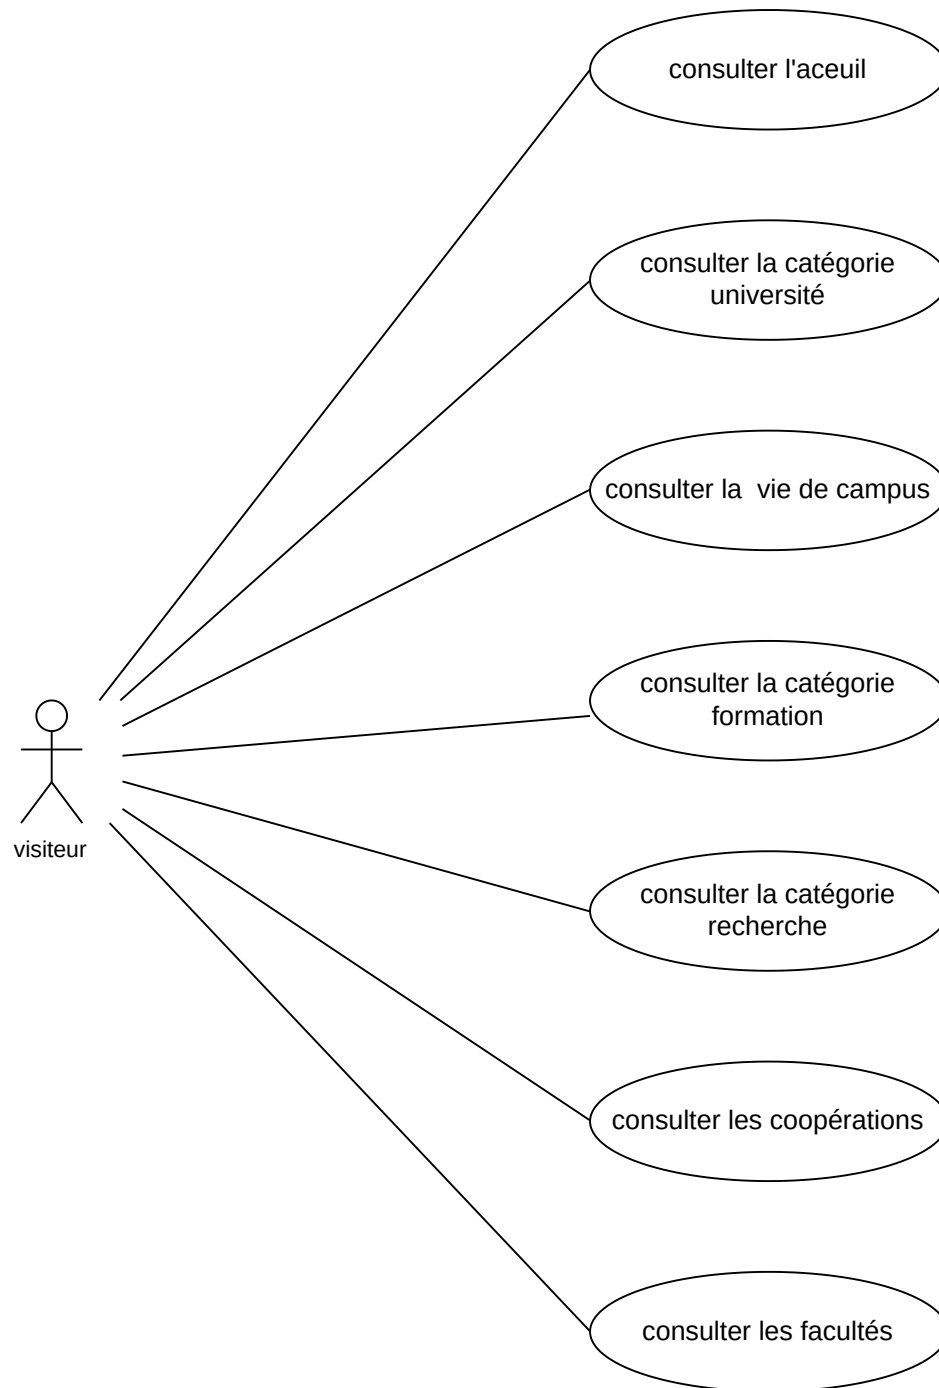 consulter l'aceuil
consulter la catégorie
université
consulter la  vie de campus
consulter la catégorie
formation
visiteur
consulter la catégorie
recherche
consulter les coopérations
consulter les facultés